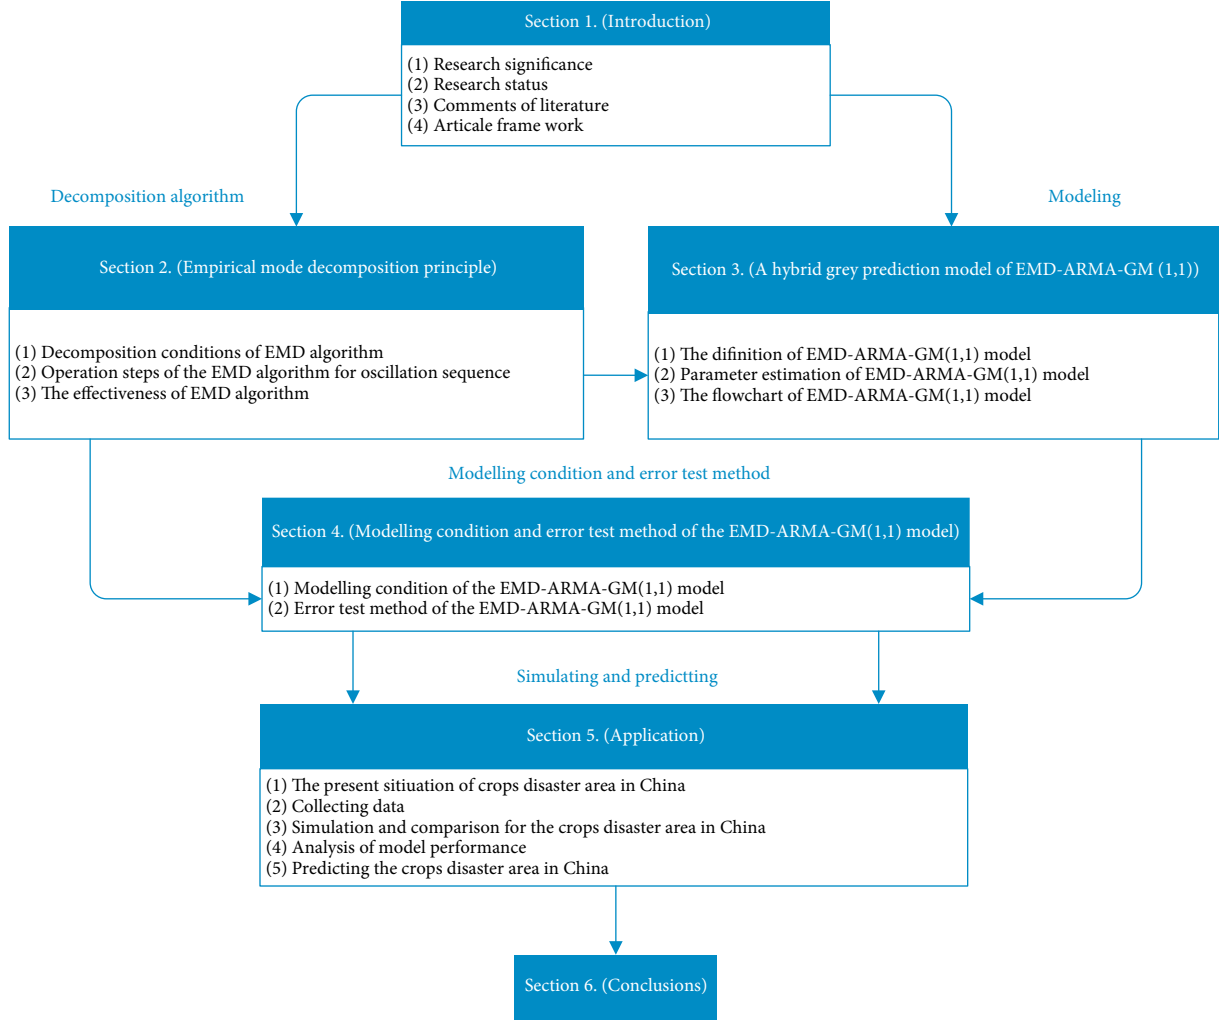 Section 1. (Introduction)
(1) Research significance
(2) Research status
(3) Comments of literature
(4) Articale frame work
Decomposition algorithm
Modeling
Section 2. (Empirical mode decomposition principle)
(1) Decomposition conditions of EMD algorithm
(2) Operation steps of the EMD algorithm for oscillation sequence
(3) The effectiveness of EMD algorithm
Section 3. (A hybrid grey prediction model of EMD-ARMA-GM (1,1))
(1) The difinition of EMD-ARMA-GM(1,1) model
(2) Parameter estimation of EMD-ARMA-GM(1,1) model
(3) The flowchart of EMD-ARMA-GM(1,1) model
Modelling condition and error test method
Section 4. (Modelling condition and error test method of the EMD-ARMA-GM(1,1) model)
(1) Modelling condition of the EMD-ARMA-GM(1,1) model
(2) Error test method of the EMD-ARMA-GM(1,1) model
Simulating and predictting
Section 5. (Application)
(1) The present sitiuation of crops disaster area in China
(2) Collecting data
(3) Simulation and comparison for the crops disaster area in China
(4) Analysis of model performance
(5) Predicting the crops disaster area in China
Section 6. (Conclusions)